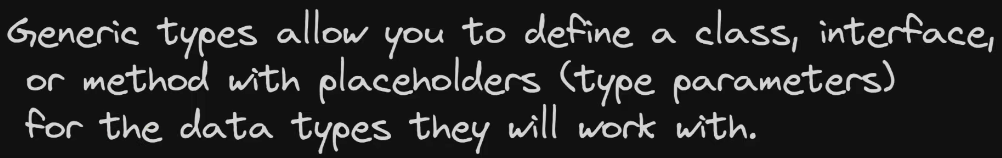 Generic types allow you to define a class, interface,
or method with placeholders (type parameters)
for the data types they will work with.